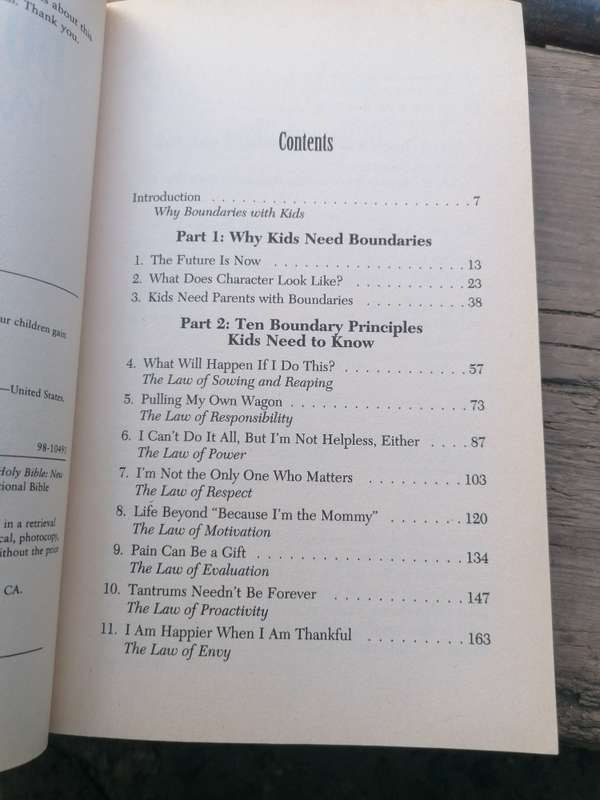 s about this
. Thank you.
ur children gain
—United States.
98-10491
Holy Bible: New
tional Bible
in a retrieval
cal, photocopy,
ithout the prior
CA.
Contents
Introduction . . . . . . . . . . . . . . . . . . . . . . . . . . 7
Why Boundaries with Kids
Part 1: Why Kids Need Boundaries
1. The Future Is Now . . . . . . . . . . . . . . . . . . . 13
2. What Does Character Look Like? . . . . . . . . . . . 23
3. Kids Need Parents with Boundaries . . . . . . . . . 38
Part 2: Ten Boundary Principles
Kids Need to Know
4. What Will Happen If I Do This? . . . . . . . . . . . . 57
The Law of Sowing and Reaping
5. Pulling My Own Wagon . . . . . . . . . . . . . . . . . 73
The Law of Responsibility
6. I Can't Do It All, But I'm Not Helpless, Either . . . . 87
The Law of Power
7. I'm Not the Only One Who Matters . . . . . . . . . 103
The Law of Respect
8. Life Beyond "Because I'm the Mommy" . . . . . . . 120
The Law of Motivation
9. Pain Can Be a Gift . . . . . . . . . . . . . . . . . . . 134
The Law of Evaluation
10. Tantrums Needn't Be Forever . . . . . . . . . . . . 147
The Law of Proactivity
11. I Am Happier When I Am Thankful . . . . . . . . . 163
The Law of Envy